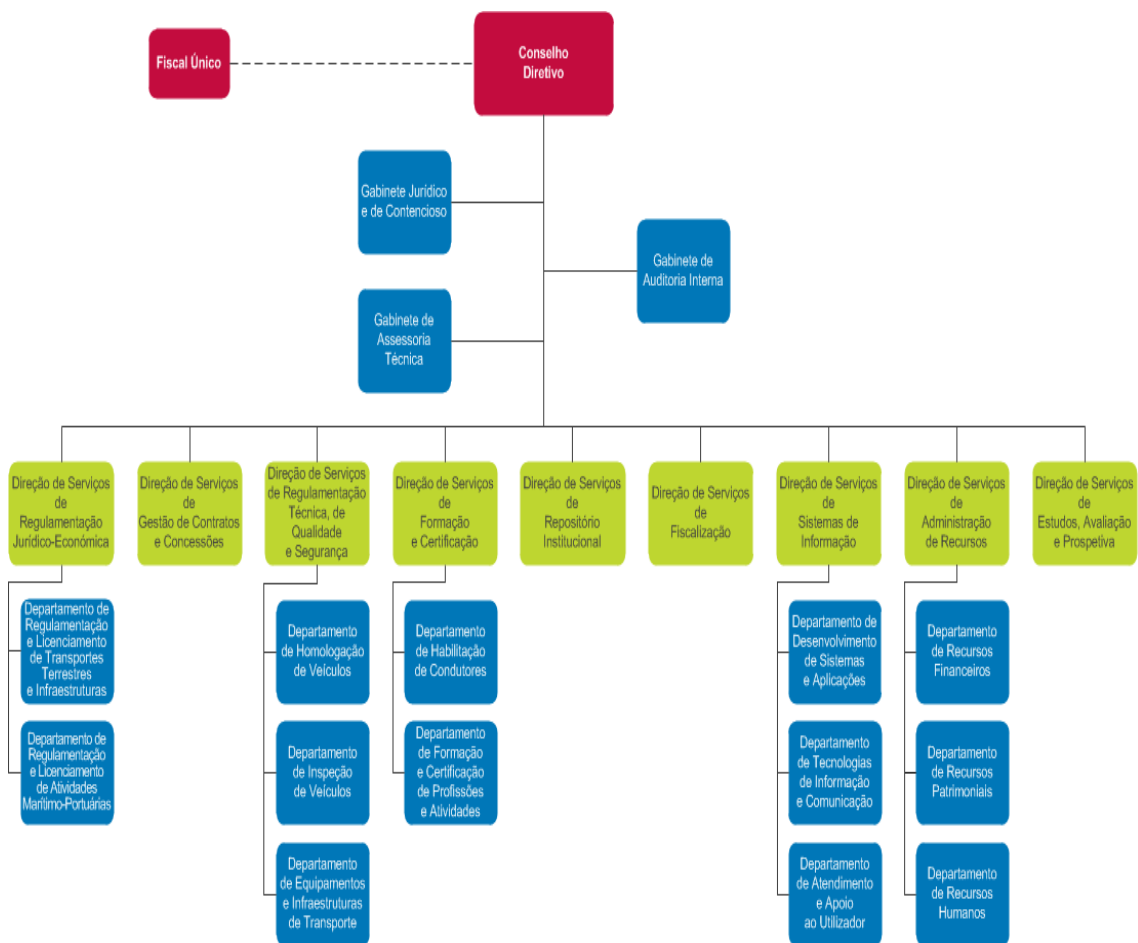 Fiscal Único
Conselho
Diretivo
Gabinete Jurídico
e de Contencioso
Gabinete de
Auditoria Interna
Gabinete de
Assessoria
Técnica
Direção de Serviços
de
Regulamentação
Jurídico-Económica
Direção de Serviços
de
Gestão de Contratos
e Concessões
Direção de Serviços
de Regulamentação
Técnica, de
Qualidade
e Segurança
Direção de Serviços
de
Formação
e Certificação
Direção de Serviços
de
Repositório
Institucional
Direção de Serviços
de
Fiscalização
Direção de Serviços
de
Sistemas de
Informação
Direção de Serviços
de
Administração
de Recursos
Direção de Serviços
de
Estudos, Avaliação
e Prospetiva
Departamento de
Regulamentação
e Licenciamento
de Transportes
Terrestres
e Infraestruturas
Departamento de
Regulamentação
e Licenciamento
de Atividades
Marítimo-Portuárias
Departamento
de Homologação
de Veículos
Departamento
de Inspeção
de Veículos
Departamento
de Equipamentos
e Infraestruturas
de Transporte
Departamento
de Habilitação
de Condutores
Departamento
de Formação
e Certificação
de Profissões
e Atividades
Departamento de
Desenvolvimento
de Sistemas
e Aplicações
Departamento
de Tecnologias
de Informação
e Comunicação
Departamento
de Atendimento
e Apoio
ao Utilizador
Departamento
de Recursos
Financeiros
Departamento
de Recursos
Patrimoniais
Departamento
de Recursos
Humanos